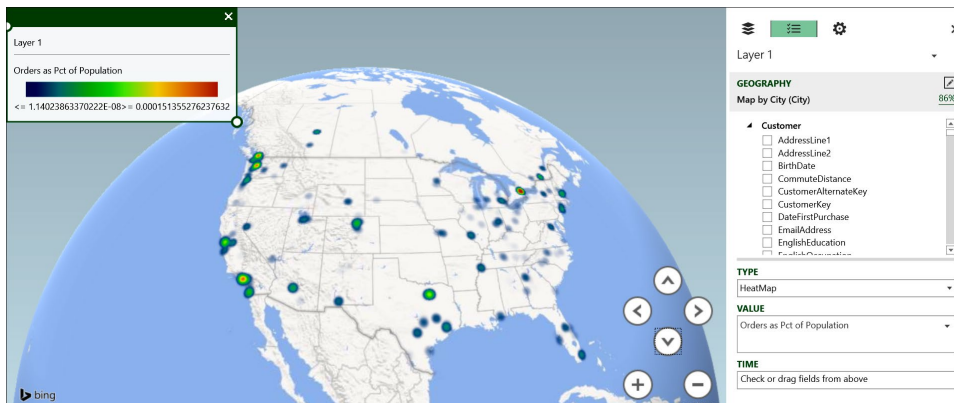 Layer 1
Orders as Pct of Population
<= 1.14023863370222E-08>= 0.000151355276237632
bing
Layer 1
GEOGRAPHY
Map by City (City)
86%
Customer
AddressLine1
AddressLine2
BirthDate
CommuteDistance
CustomerAlternateKey
CustomerKey
DateFirstPurchase
EmailAddress
EnglishEducation
EnglishOccupation
TYPE
HeatMap
VALUE
Orders as Pct of Population
TIME
Check or drag fields from above